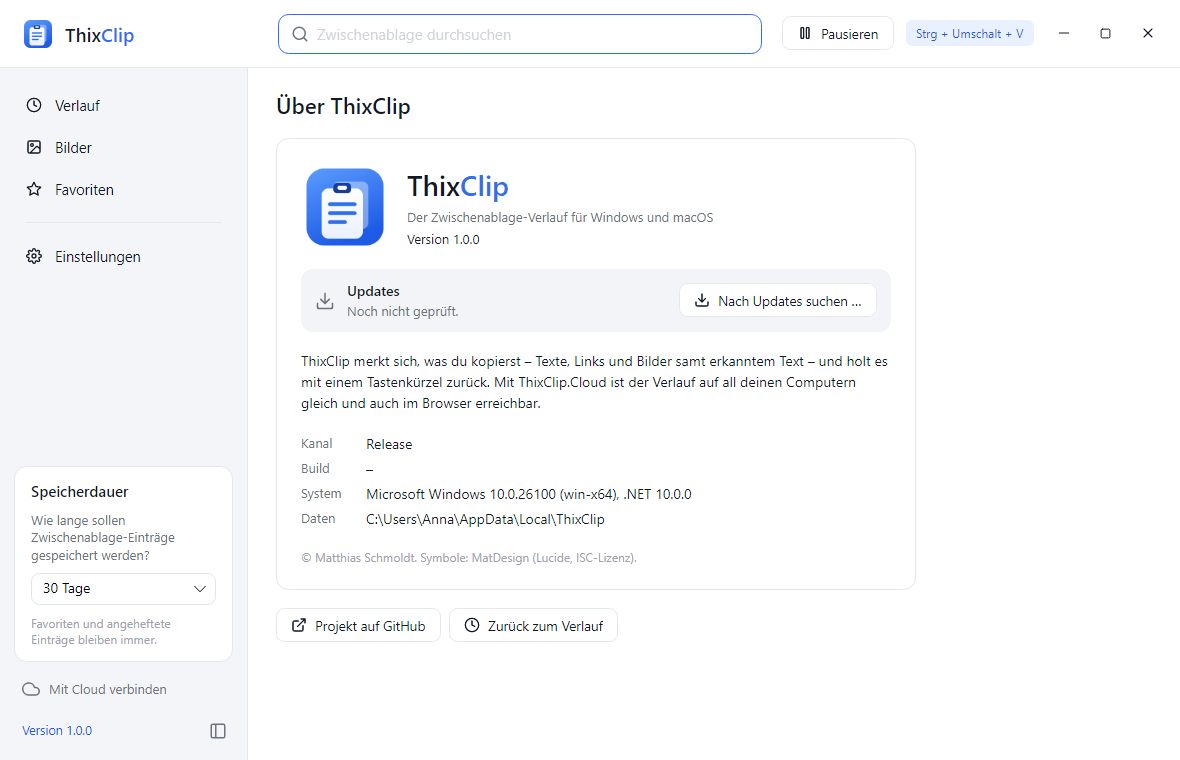 ThixClip
Zwischenablage durchsuchen
Pausieren
Strg + Umschalt + V
Verlauf
Bilder
Favoriten
Einstellungen
Speicherdauer
Wie lange sollen
Zwischenablage-Einträge
gespeichert werden?
30 Tage
Favoriten und angeheftete
Einträge bleiben immer.
Mit Cloud verbinden
Version 1.0.0
Über ThixClip
ThixClip
Der Zwischenablage-Verlauf für Windows und macOS
Version 1.0.0
Updates
Noch nicht geprüft.
Nach Updates suchen ...
ThixClip merkt sich, was du kopierst – Texte, Links und Bilder samt erkanntem Text – und holt es
mit einem Tastenkürzel zurück. Mit ThixClip.Cloud ist der Verlauf auf all deinen Computern
gleich und auch im Browser erreichbar.
Kanal Release
Build –
System Microsoft Windows 10.0.26100 (win-x64), .NET 10.0.0
Daten C:\Users\Anna\AppData\Local\ThixClip
© Matthias Schmoldt. Symbole: MatDesign (Lucide, ISC-Lizenz).
Projekt auf GitHub
Zurück zum Verlauf